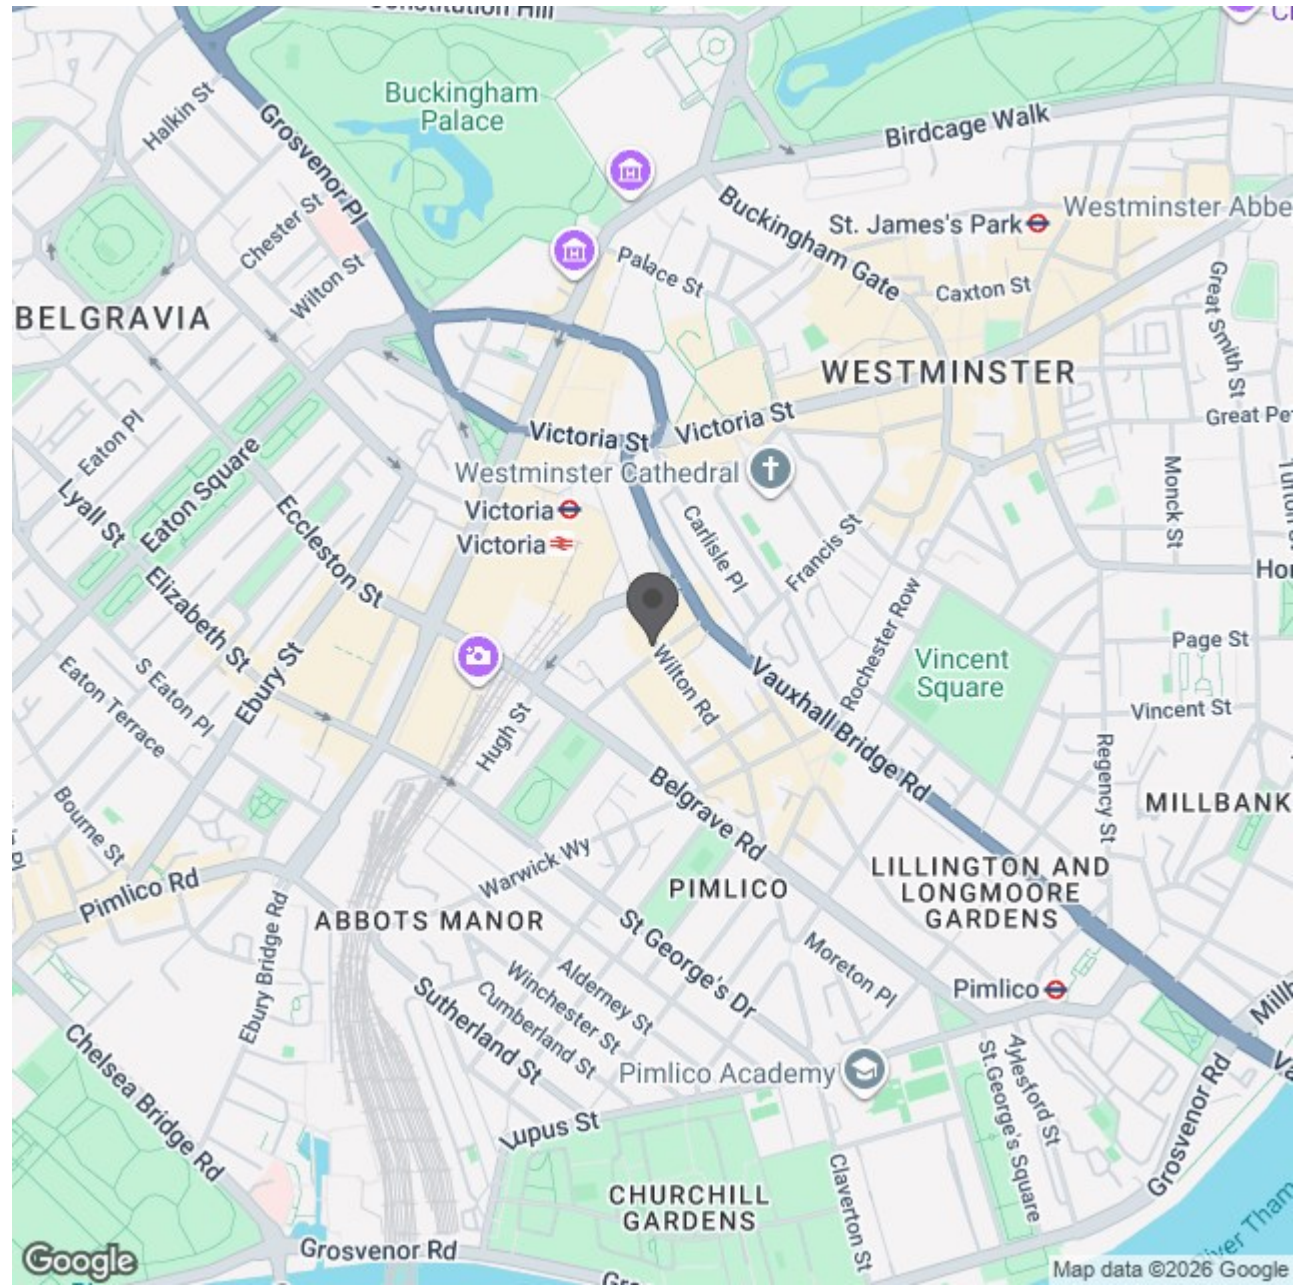 Constitution Hill
Buckingham
Palace
Halkin St
Grosvenor Pl
Birdcage Walk
Chester St
Wilton St
Buckingham Gate
St. James's Park
Westminster Abbe
Palace St
Caxton St
Great Smith St
BELGRAVIA
WESTMINSTER
Victoria St
Victoria St
Great Pet
Eaton Pl
Eaton Square
Lyall St
Westminster Cathedral
Monck St
Victoria
Victoria
Carlisle Pl
Francis St
Eccleston St
Elizabeth St
Rochester Row
Page St
Vincent
Square
Ebury St
Eaton Terrace
S Eaton Pl
Wilton Rd
Vauxhall Bridge Rd
Vincent St
Hugh St
Regency St
Bourne St
Belgrave Rd
MILLBANK
Pimlico Rd
Warwick Wy
PIMLICO
LILLINGTON AND
LONGMOORE
GARDENS
ABBOTS MANOR
Ebury Bridge Rd
St George's Dr
Moreton Pl
Alderney St
Winchester St
Cumberland St
Sutherland St
Pimlico
Aylesford St
St.George's Square
Chelsea Bridge Rd
Pimlico Academy
Lupus St
Claverton St
Grosvenor Rd
CHURCHILL
GARDENS
Grosvenor Rd
River Tham
Google
Map data ©2026 Google